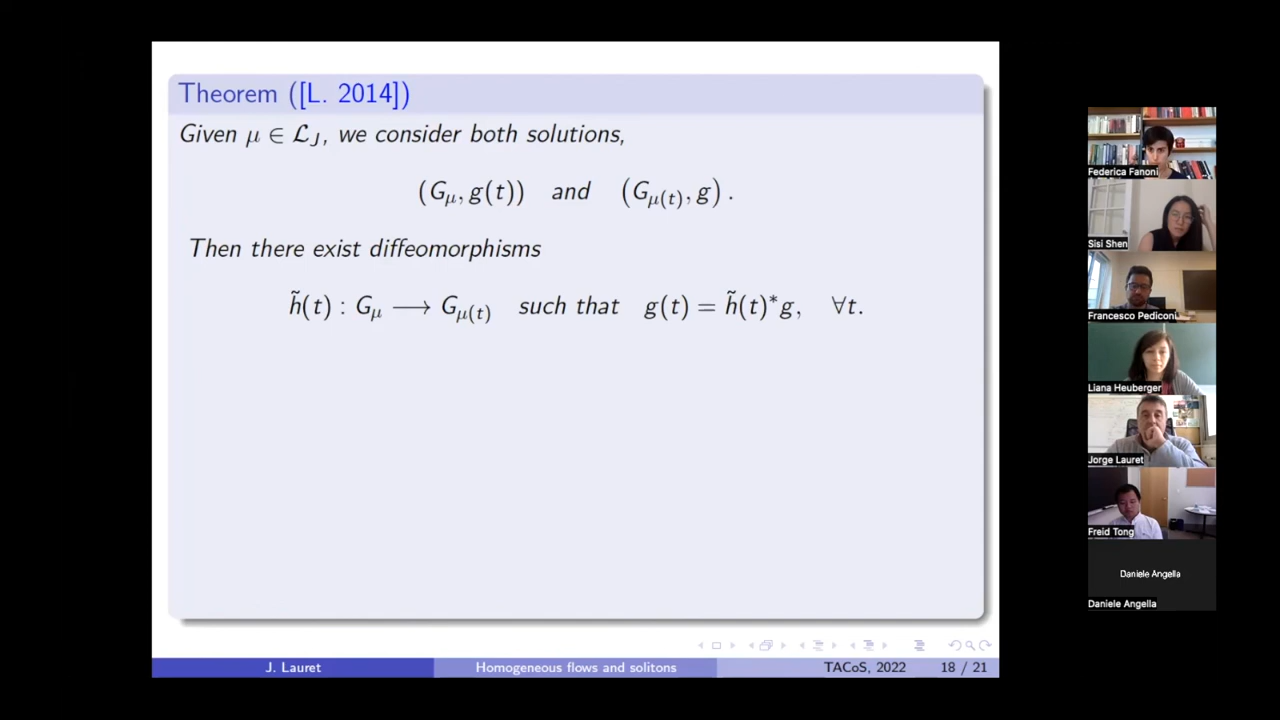 Theorem ([L. 2014])
Given μ ∈ 𝓛_J, we consider both solutions,
(G_μ, g(t)) and (G_μ(t), g).
Then there exist diffeomorphisms
h̃(t) : G_μ ⟶ G_μ(t) such that g(t) = h̃(t)*g, ∀t.
J. Lauret Homogeneous flows and solitons TACoS, 2022 18 / 21
Federica Fanoni
Sisi Shen
Francesco Pediconi
Liana Heuberger
Jorge Lauret
Freid Tong
Daniele Angella
Daniele Angella